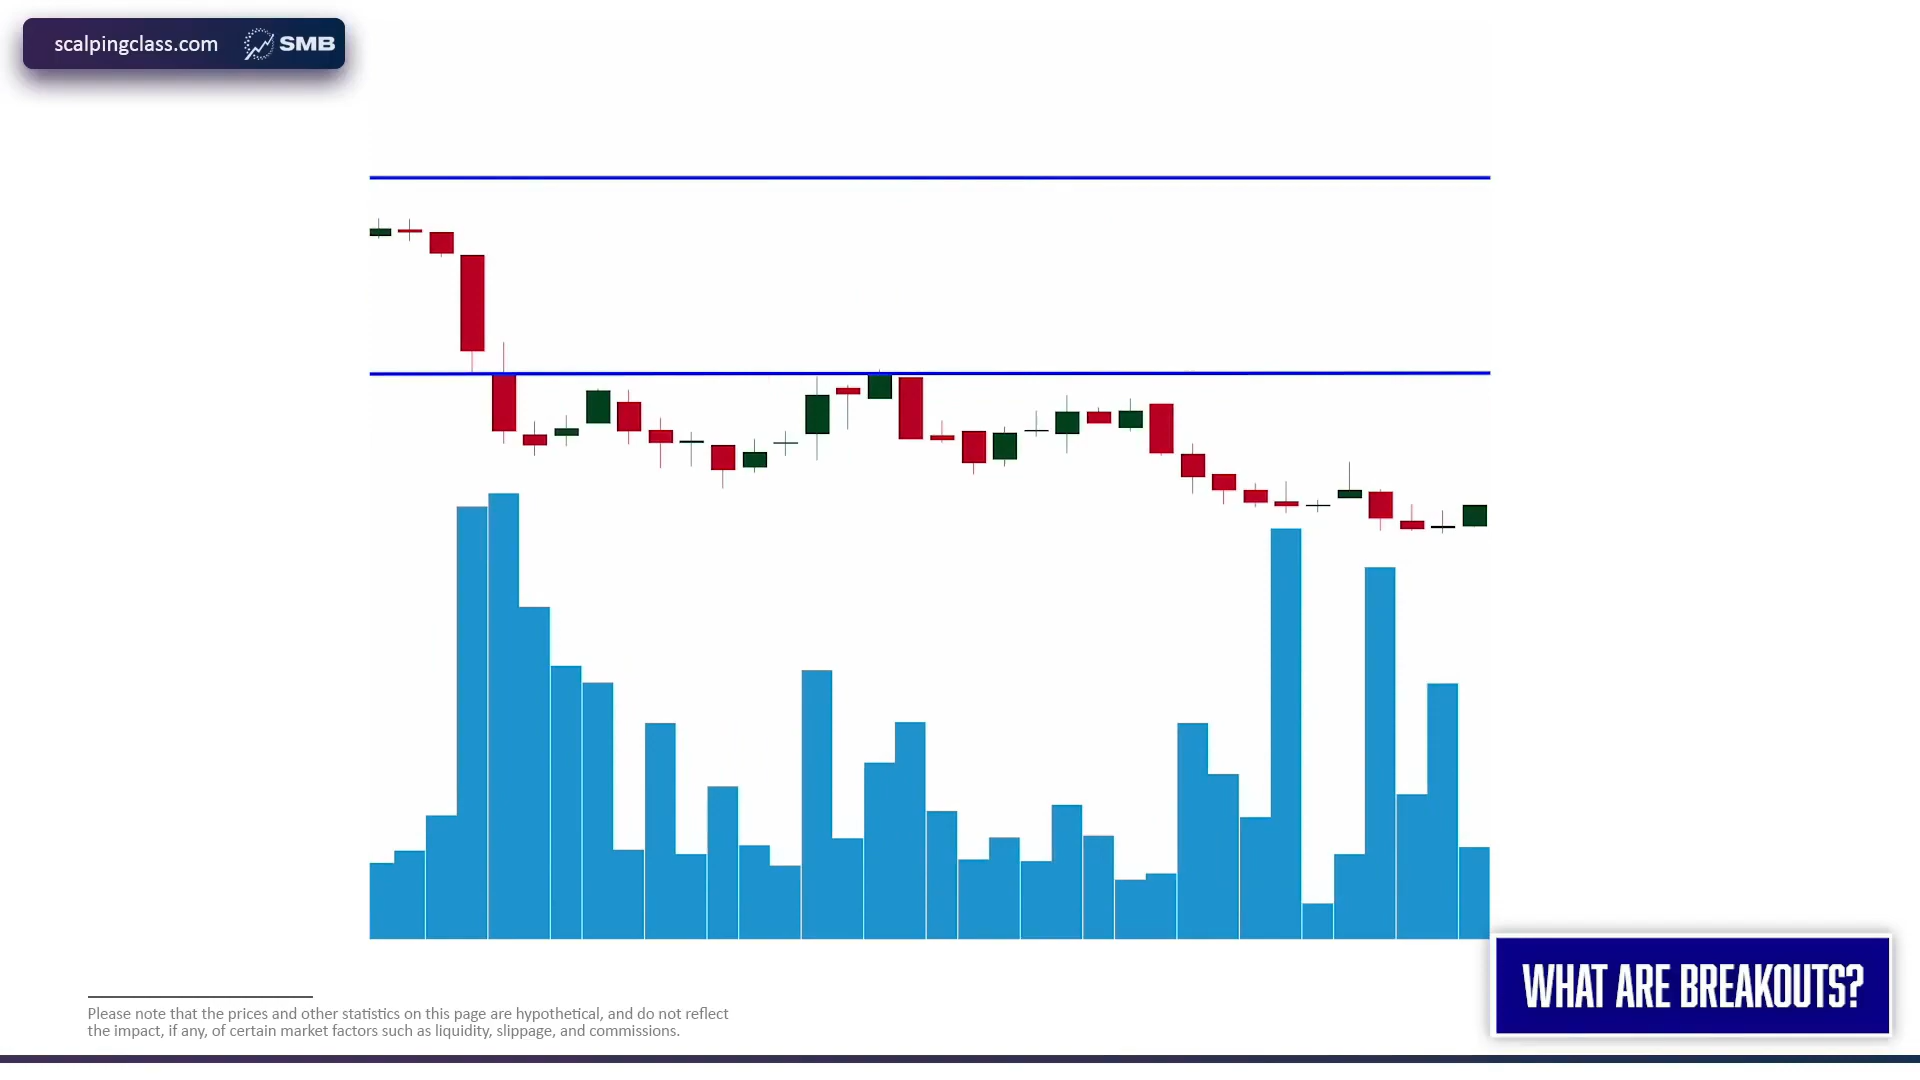 scalpingclass.com SMB
WHAT ARE BREAKOUTS?
Please note that the prices and other statistics on this page are hypothetical, and do not reflect
the impact, if any, of certain market factors such as liquidity, slippage, and commissions.